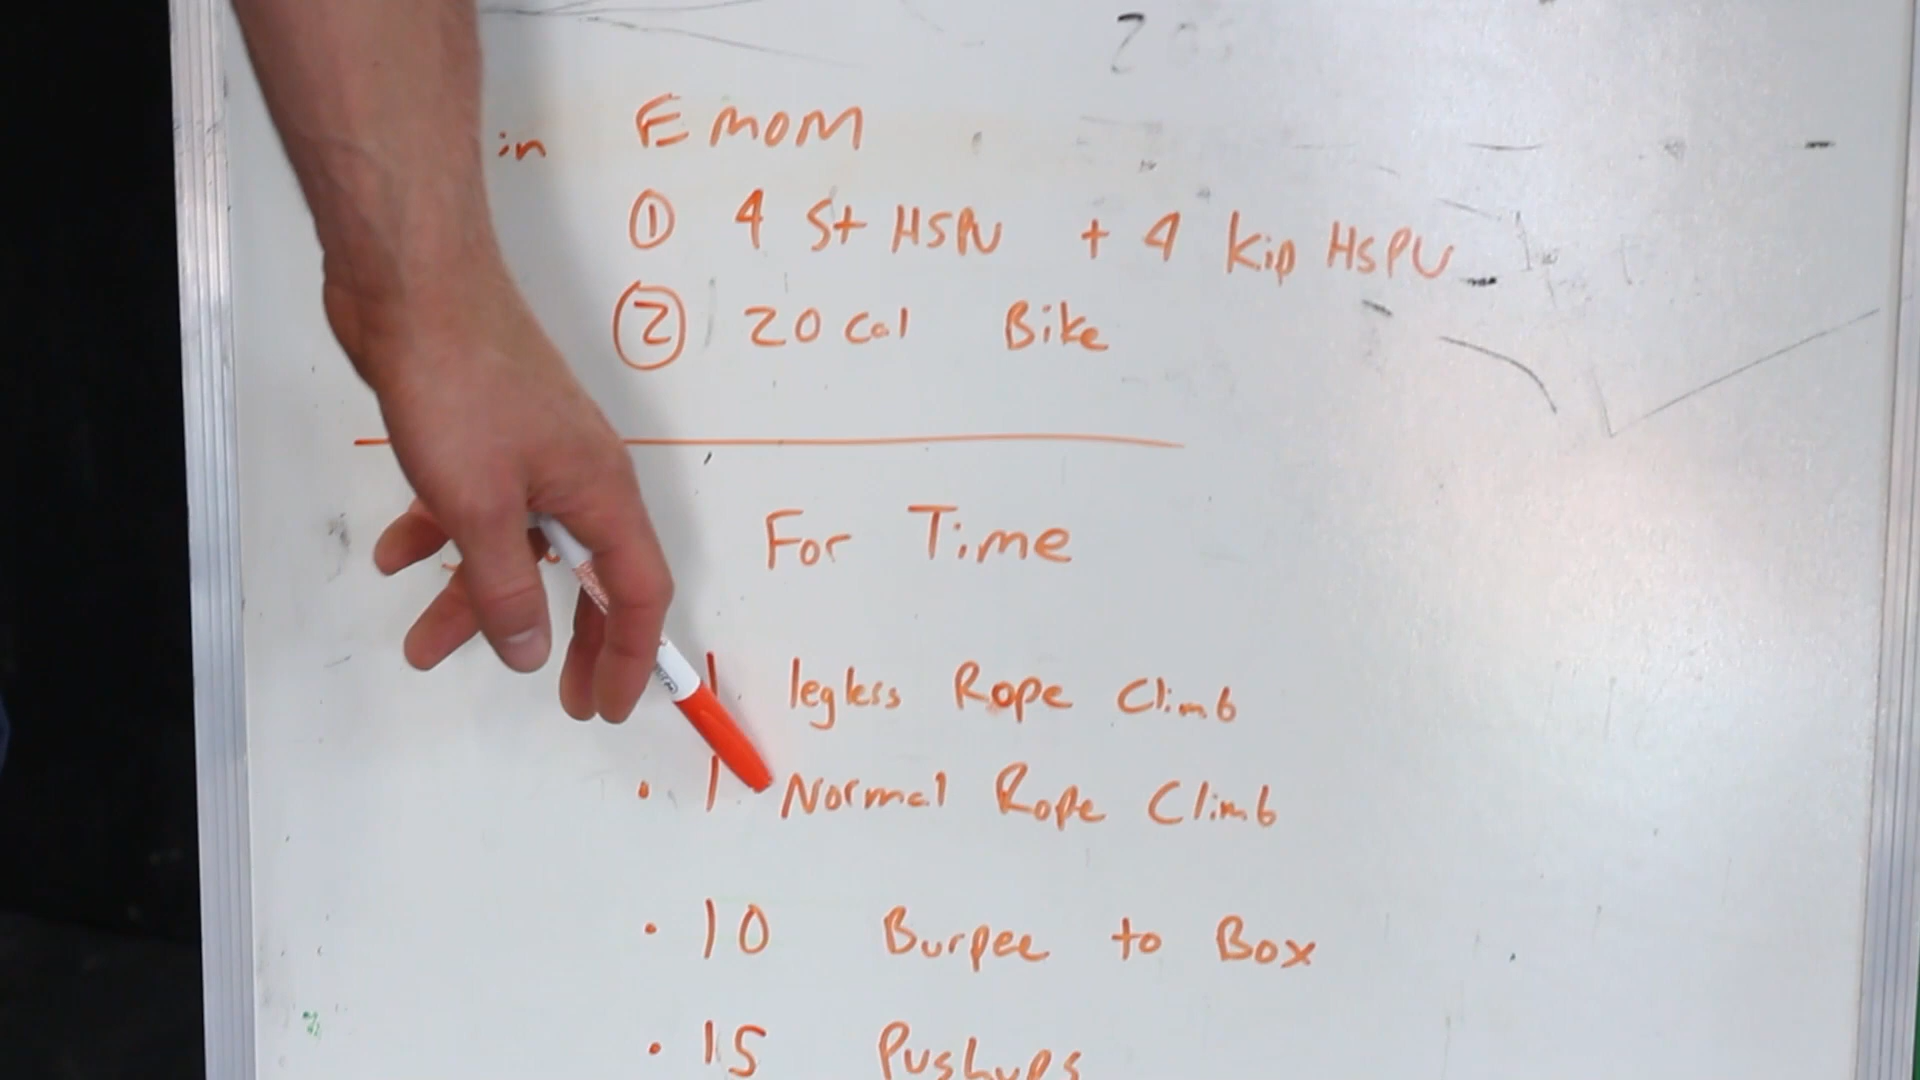 in EMOM
① 4 St HSPU + 4 Kip HSPU
② 20 Cal Bike
For Time
1 legless Rope Climb
• 1 Normal Rope Climb
• 10 Burpee to Box
• 15 Pushups